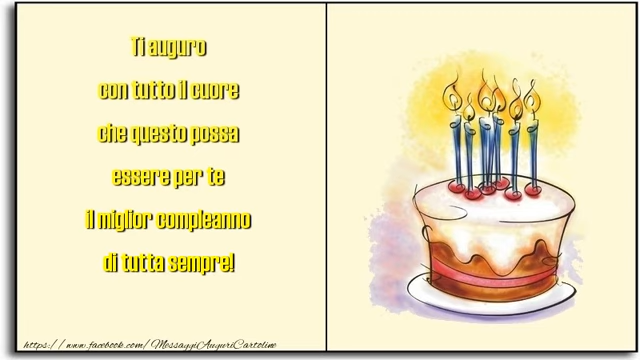 Ti auguro
con tutto il cuore
che questo possa
essere per te
il miglior compleanno
di tutta sempre!
https://www.facebook.com/MessaggiAuguriCartoline